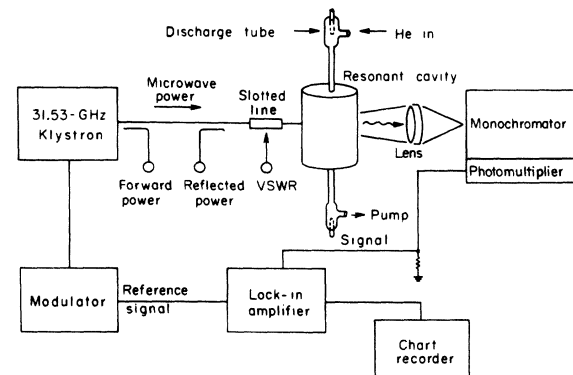 Discharge tube
He in
Microwave
power
Resonant cavity
31.53-GHz
Klystron
Slotted
line
Monochromator
Lens
Photomultiplier
Forward
power
Reflected
power
VSWR
Pump
Signal
Modulator
Reference
signal
Lock-in
amplifier
Chart
recorder